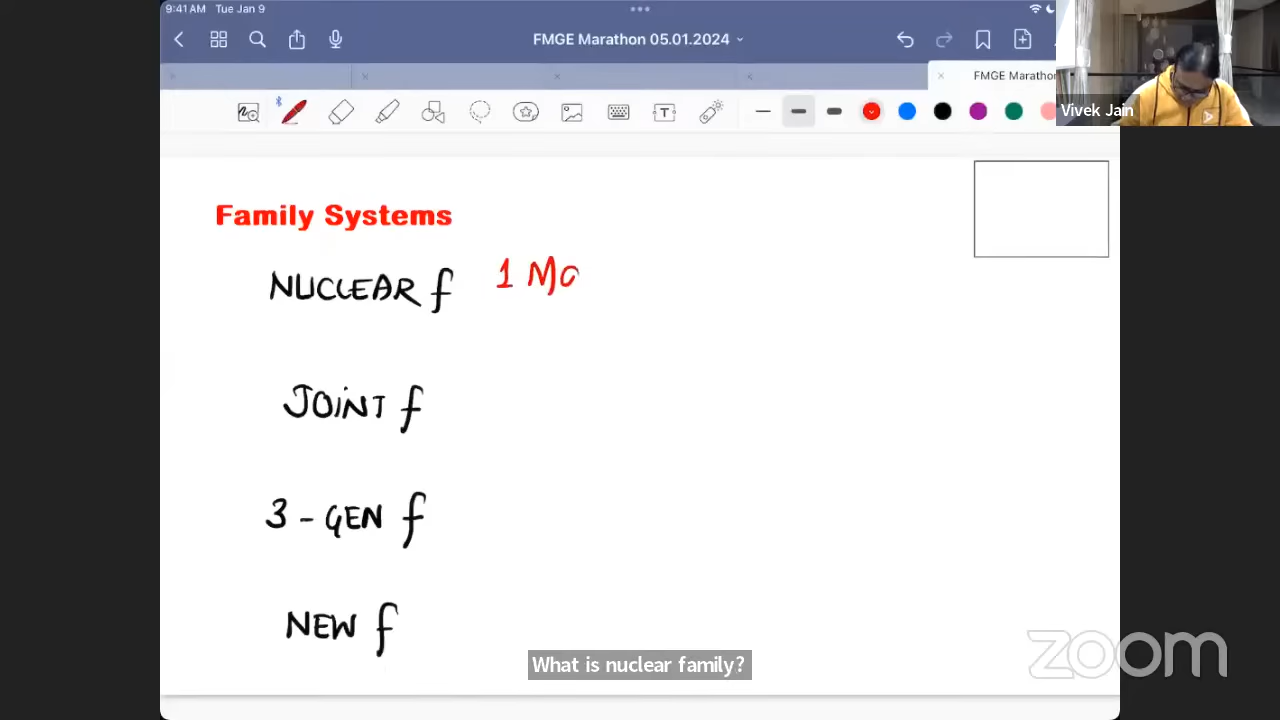 9:41 AM Tue Jan 9
FMGE Marathon 05.01.2024
FMGE Marathon
T
Vivek Jain
Family Systems
NUCLEAR f 1 Mo
JOINT f
3 - GEN f
NEW f
What is nuclear family?
zoom